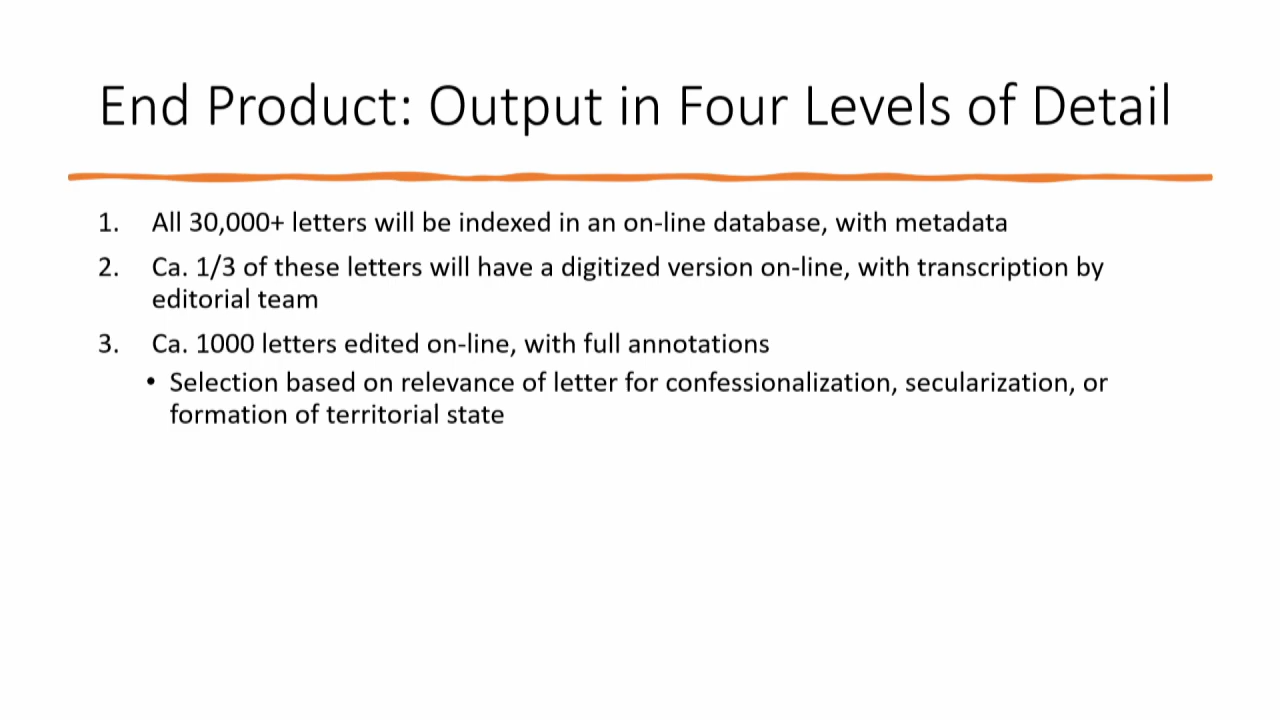 End Product: Output in Four Levels of Detail
1. All 30,000+ letters will be indexed in an on-line database, with metadata
2. Ca. 1/3 of these letters will have a digitized version on-line, with transcription by
editorial team
3. Ca. 1000 letters edited on-line, with full annotations
• Selection based on relevance of letter for confessionalization, secularization, or
formation of territorial state